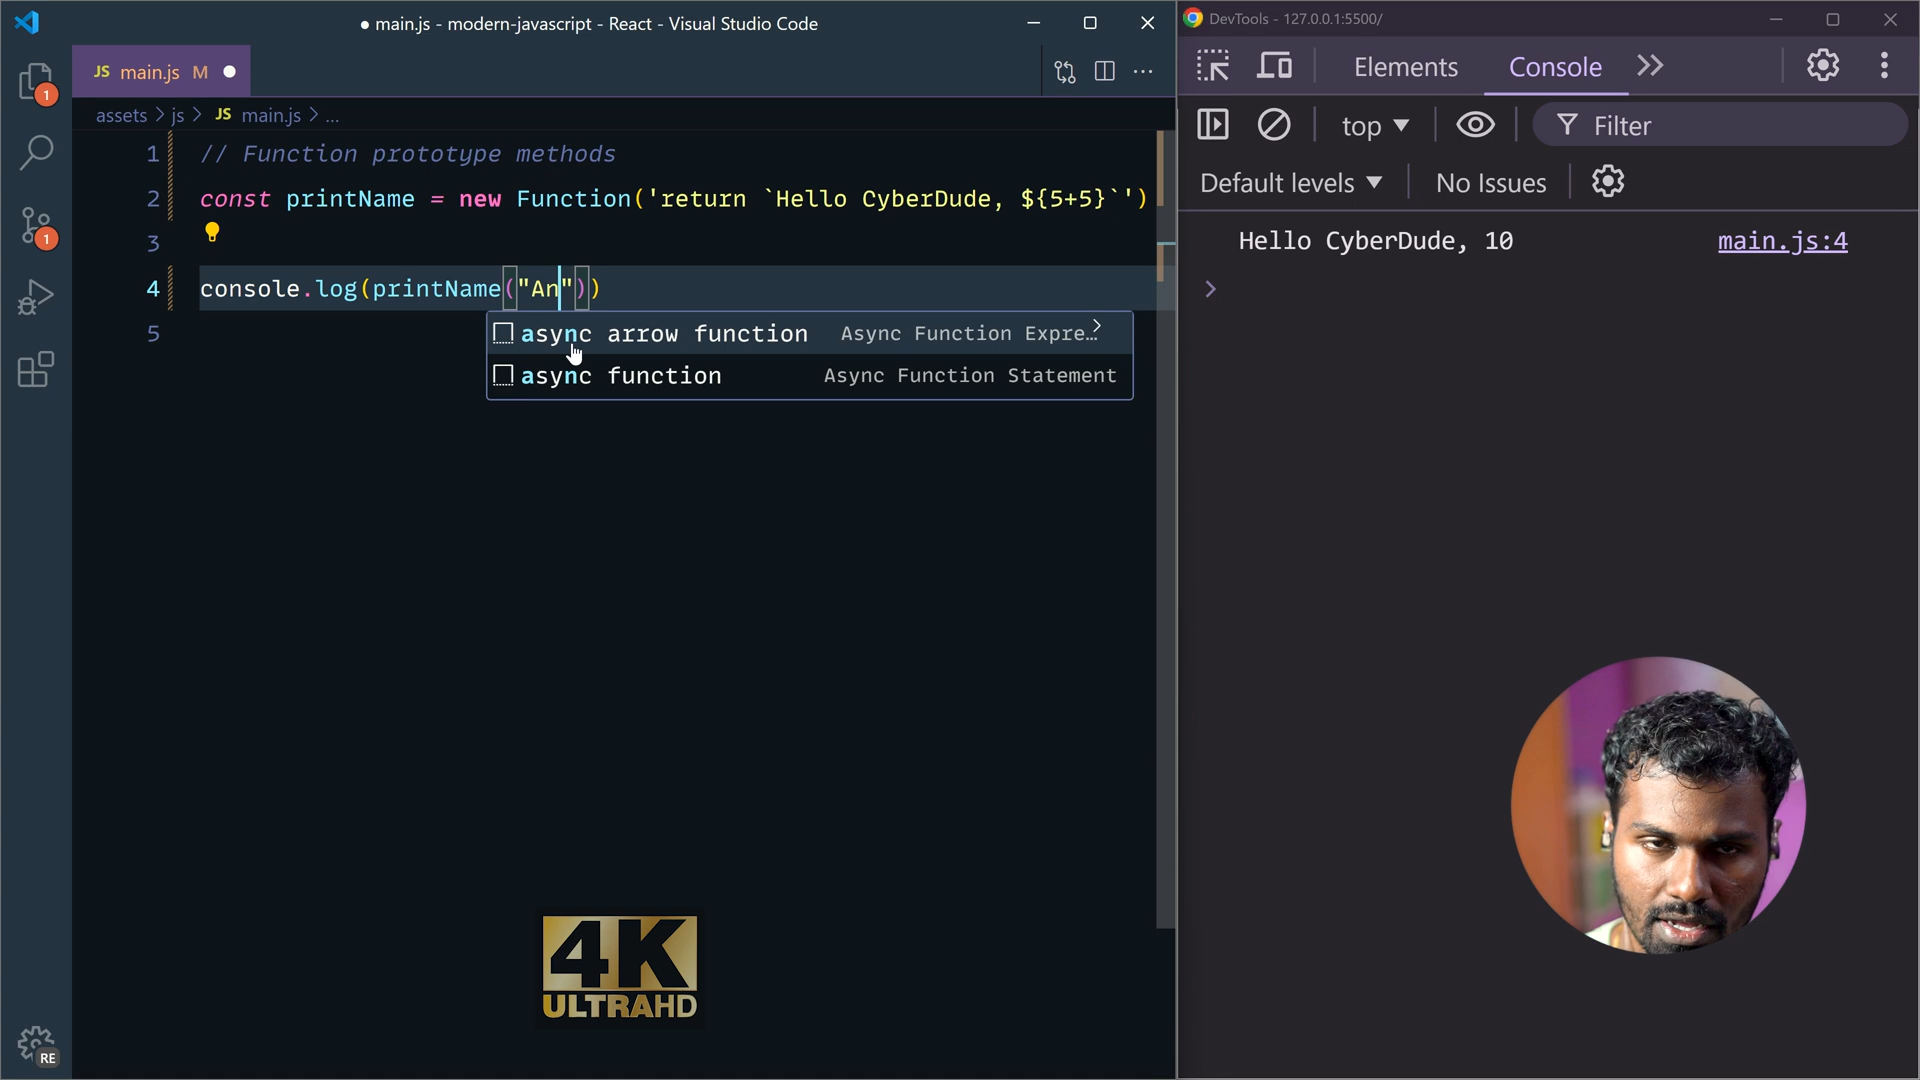 ● main.js - modern-javascript - React - Visual Studio Code
JS main.js M ●
assets > js > JS main.js > ...
1 // Function prototype methods
2 const printName = new Function('return `Hello CyberDude, ${5+5}`')
3
4 console.log(printName("An"))
5
async arrow function Async Function Expre…
async function Async Function Statement
1
1
RE
4K
ULTRAHD
DevTools - 127.0.0.1:5500/
Elements Console
top Filter
Default levels No Issues
Hello CyberDude, 10 main.js:4